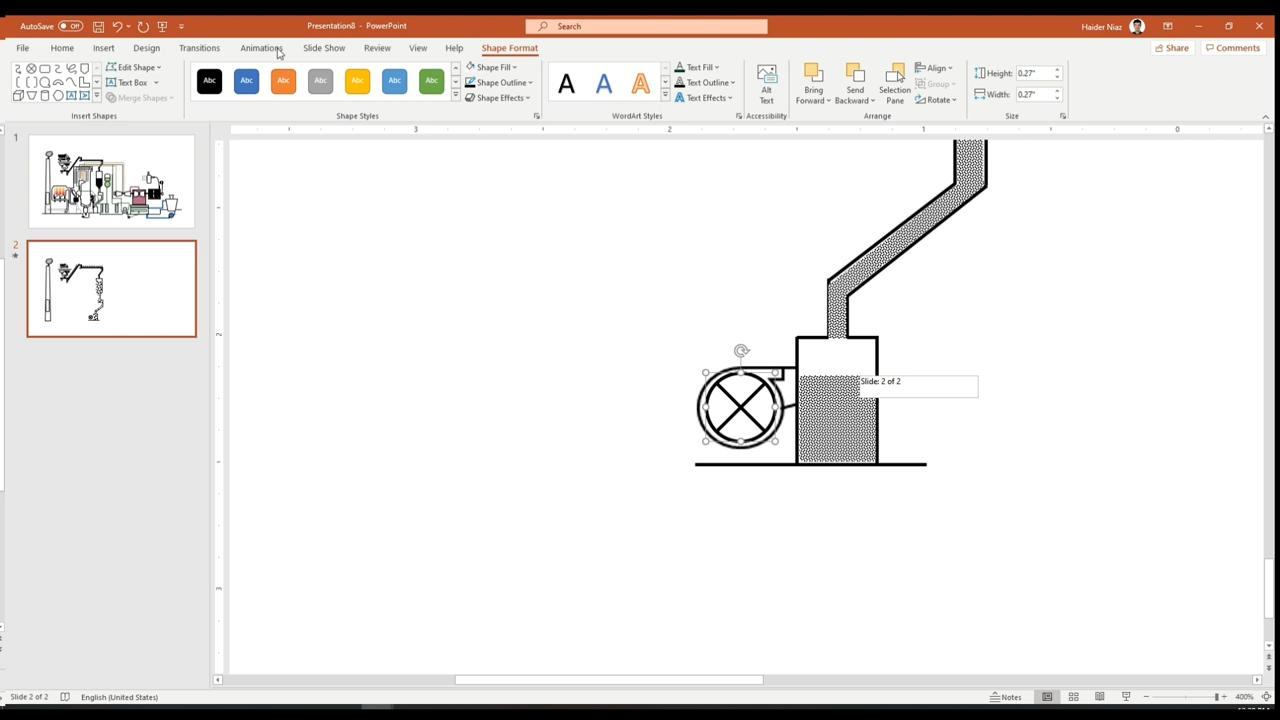 AutoSave Off
Presentation8 - PowerPoint
Search
Haider Niaz
File Home Insert Design Transitions Animations Slide Show Review View Help Shape Format
Share Comments
Edit Shape
Text Box
Merge Shapes
Insert Shapes
Abc Abc Abc Abc Abc Abc Abc
Shape Fill
Shape Outline
Shape Effects
Shape Styles
A A A
Text Fill
Text Outline
Text Effects
WordArt Styles
Alt
Text
Accessibility
Bring
Forward
Send
Backward
Selection
Pane
Align
Group
Rotate
Arrange
Height: 0.27"
Width: 0.27"
Size
3 2 1 0
1
2
1
2
3
Slide: 2 of 2
Slide 2 of 2
English (United States)
Notes
400%